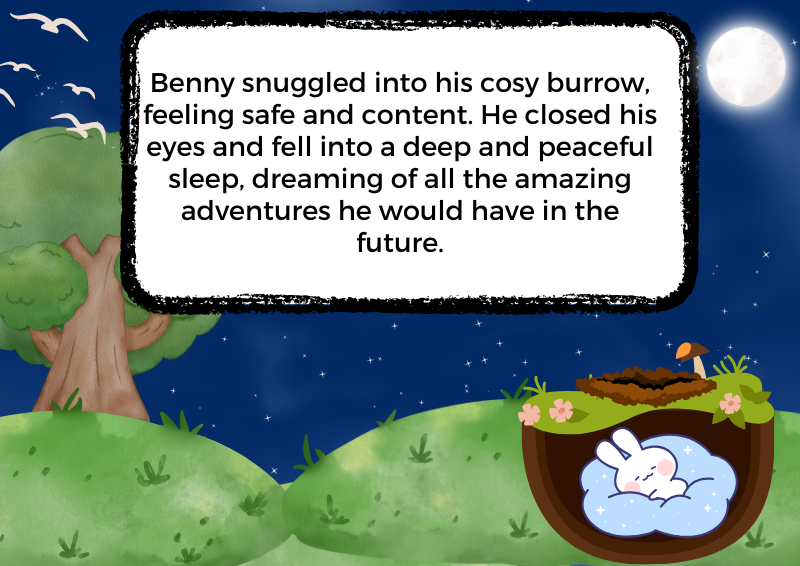 Benny snuggled into his cosy burrow,
feeling safe and content. He closed his
eyes and fell into a deep and peaceful
sleep, dreaming of all the amazing
adventures he would have in the
future.